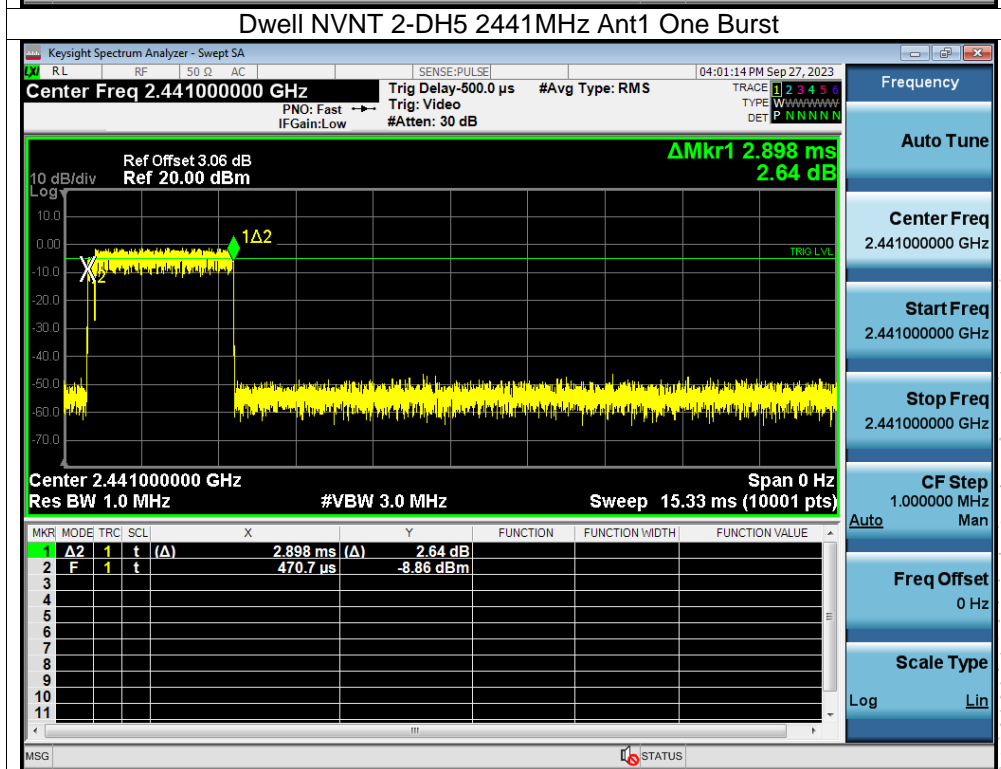 Dwell NVNT 2-DH5 2441MHz Ant1 One Burst
Keysight Spectrum Analyzer - Swept SA
LXI RL RF 50 Ω AC SENSE:PULSE 04:01:14 PM Sep 27, 2023
Center Freq 2.441000000 GHz Trig Delay-500.0 µs #Avg Type: RMS TRACE 1 2 3 4 5 6
PNO: Fast Trig: Video TYPE WWWWWWW
IFGain:Low #Atten: 30 dB DET P N N N N N
Frequency
Auto Tune
Center Freq
2.441000000 GHz
Start Freq
2.441000000 GHz
Stop Freq
2.441000000 GHz
CF Step
1.000000 MHz
Auto Man
Freq Offset
0 Hz
Scale Type
Log Lin
ΔMkr1 2.898 ms
2.64 dB
Ref Offset 3.06 dB
10 dB/div Ref 20.00 dBm
Log
10.0
0.00
-10.0
-20.0
-30.0
-40.0
-50.0
-60.0
-70.0
1Δ2
TRIG LVL
2
Center 2.441000000 GHz Span 0 Hz
Res BW 1.0 MHz #VBW 3.0 MHz Sweep 15.33 ms (10001 pts)
MKR MODE TRC SCL X Y FUNCTION FUNCTION WIDTH FUNCTION VALUE
1 Δ2 1 t (Δ) 2.898 ms (Δ) 2.64 dB
2 F 1 t 470.7 µs -8.86 dBm
3
4
5
6
7
8
9
10
11
MSG STATUS